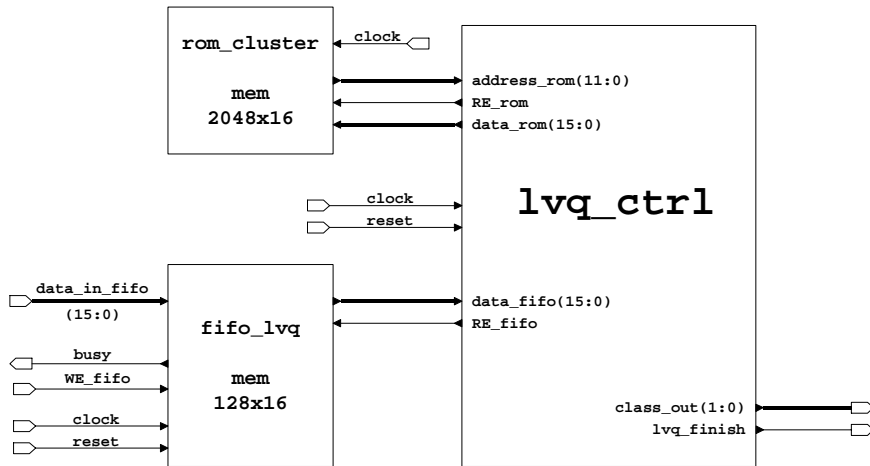 clock
rom_cluster
mem
2048x16
address_rom(11:0)
RE_rom
data_rom(15:0)
lvq_ctrl
clock
reset
data_in_fifo
(15:0)
busy
WE_fifo
clock
reset
fifo_lvq
mem
128x16
data_fifo(15:0)
RE_fifo
class_out(1:0)
lvq_finish